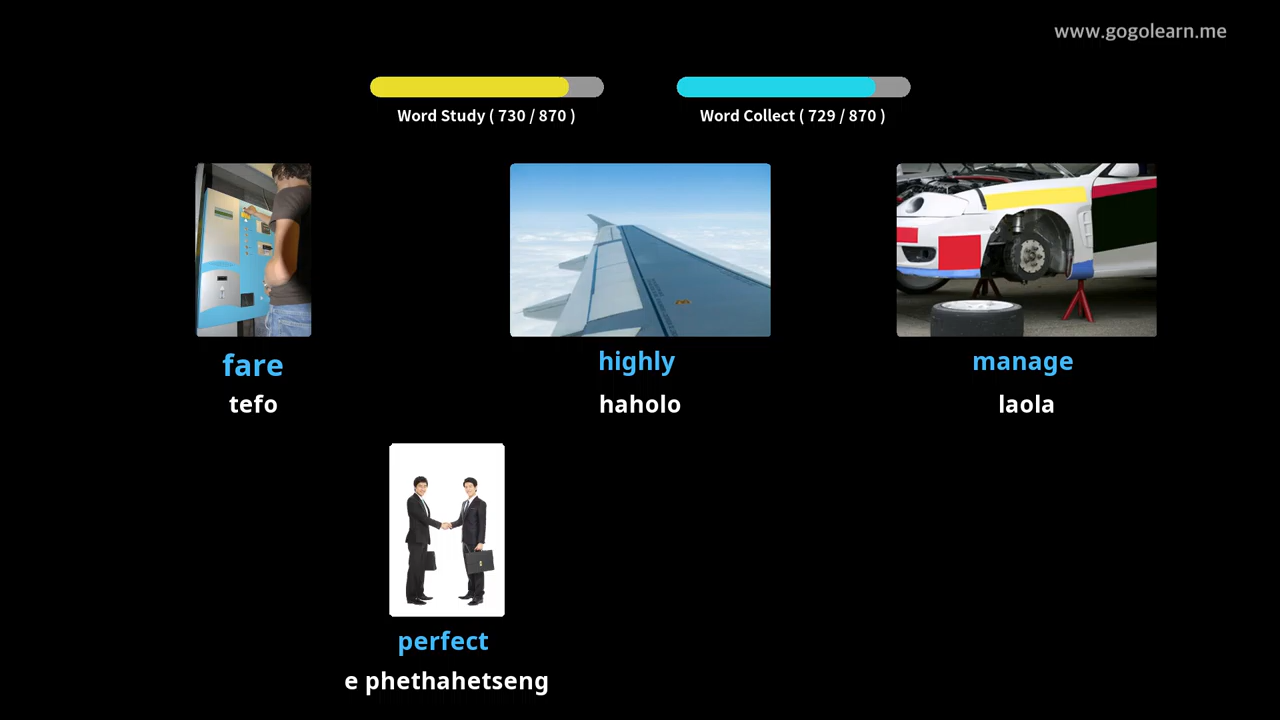 www.gogolearn.me
Word Study ( 730 / 870 )
Word Collect ( 729 / 870 )
fare
tefo
highly
haholo
manage
laola
perfect
e phethahetseng